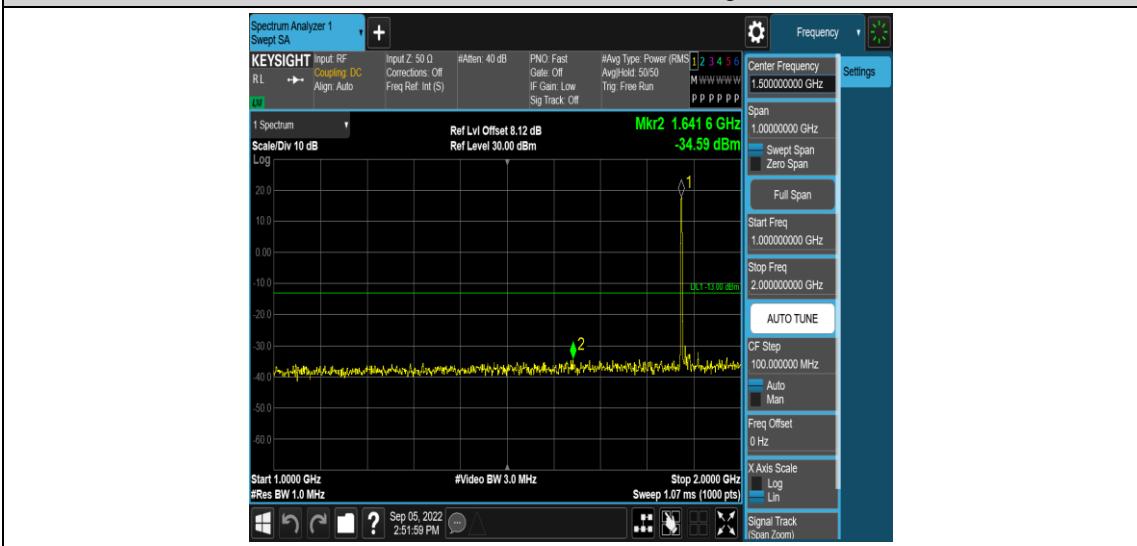 Spectrum Analyzer 1
Swept SA
+
Frequency
KEYSIGHT
RL
LW
Input: RF
Coupling: DC
Align: Auto
Input Z: 50 Ω
Corrections: Off
Freq Ref: Int (S)
#Atten: 40 dB
PNO: Fast
Gate: Off
IF Gain: Low
Sig Track: Off
#Avg Type: Power (RMS
Avg|Hold: 50/50
Trig: Free Run
1 2 3 4 5 6
M W W W W W
P P P P P P
1 Spectrum
Scale/Div 10 dB
Ref Lvl Offset 8.12 dB
Ref Level 30.00 dBm
Mkr2 1.641 6 GHz
-34.59 dBm
Log
20.0
10.0
0.00
-10.0
-20.0
-30.0
-40.0
-50.0
-60.0
1
DL1 -13.00 dBm
2
Start 1.0000 GHz
#Res BW 1.0 MHz
#Video BW 3.0 MHz
Stop 2.0000 GHz
Sweep 1.07 ms (1000 pts)
?
Sep 05, 2022
2:51:59 PM
Center Frequency
1.500000000 GHz
Settings
Span
1.00000000 GHz
Swept Span
Zero Span
Full Span
Start Freq
1.000000000 GHz
Stop Freq
2.000000000 GHz
AUTO TUNE
CF Step
100.000000 MHz
Auto
Man
Freq Offset
0 Hz
X Axis Scale
Log
Lin
Signal Track
(Span Zoom)